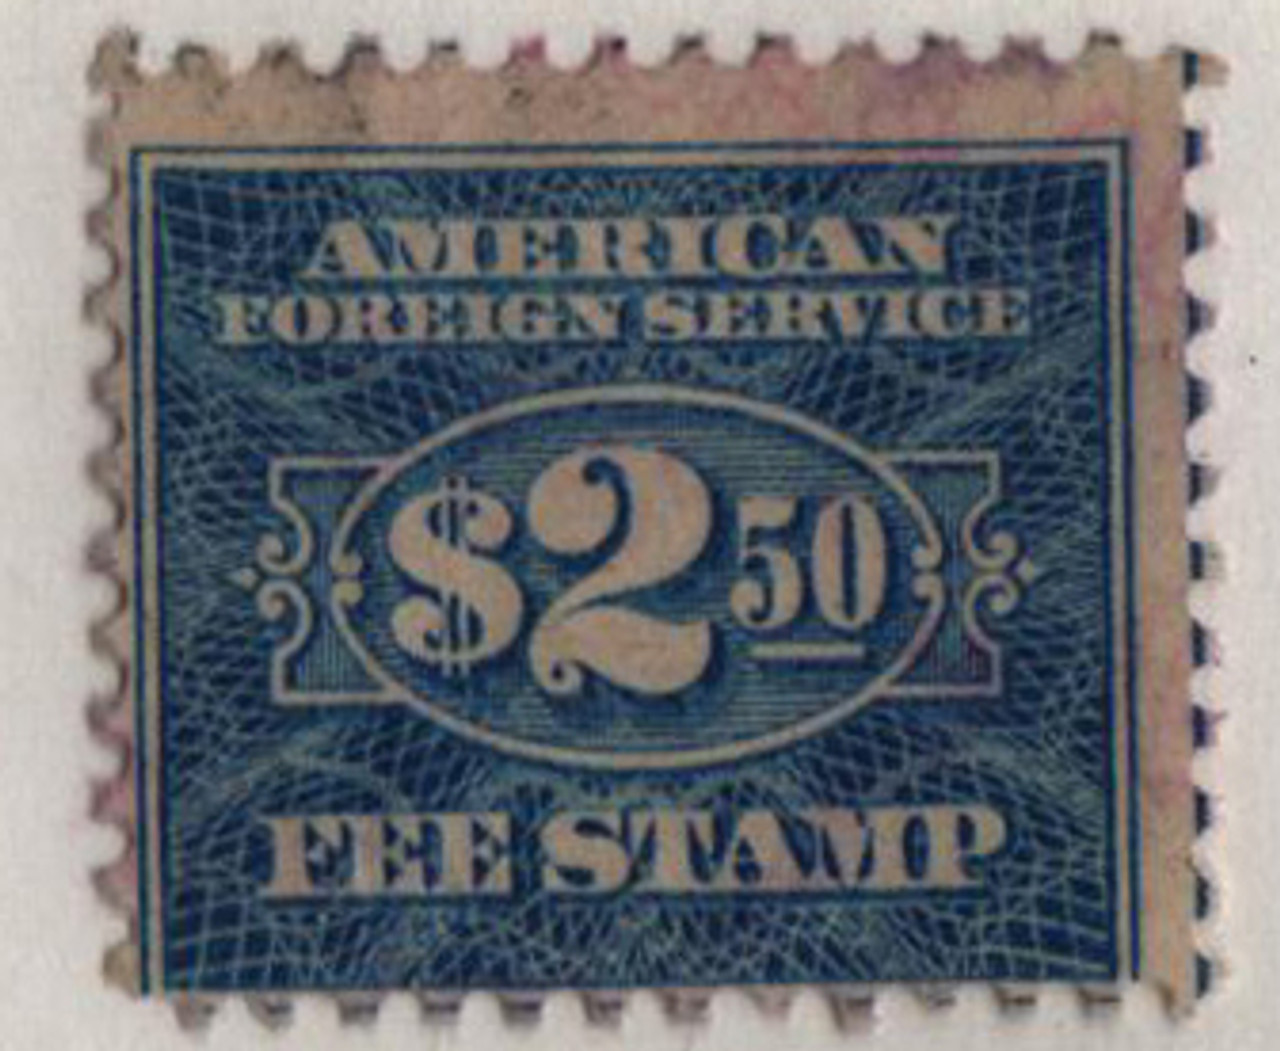 AMERICAN
FOREIGN SERVICE
$2.50
FEE STAMP